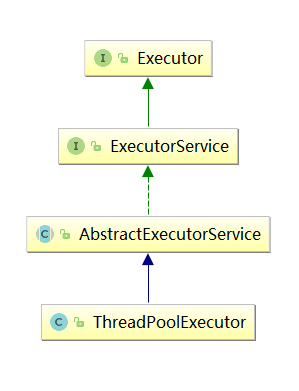 I Executor
I ExecutorService
C AbstractExecutorService
C ThreadPoolExecutor